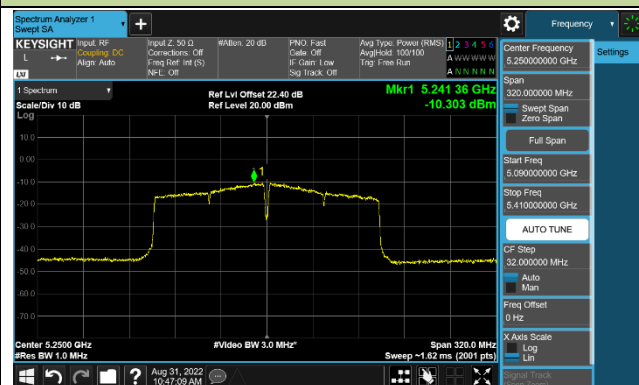 Spectrum Analyzer 1
Swept SA
+
Frequency
KEYSIGHT
L
LXI
Input: RF
Coupling: DC
Align: Auto
Input Z: 50 Ω
Corrections: Off
Freq Ref: Int (S)
NFE: Off
#Atten: 20 dB
PNO: Fast
Gate: Off
IF Gain: Low
Sig Track: Off
Avg Type: Power (RMS)
Avg|Hold: 100/100
Trig: Free Run
1 2 3 4 5 6
A W W W W W
A N N N N N
1 Spectrum
Scale/Div 10 dB
Log
Ref Lvl Offset 22.40 dB
Ref Level 20.00 dBm
Mkr1 5.241 36 GHz
-10.303 dBm
10.0
0.00
-10.0
-20.0
-30.0
-40.0
-50.0
-60.0
-70.0
1
Center 5.2500 GHz
#Res BW 1.0 MHz
#Video BW 3.0 MHz*
Span 320.0 MHz
Sweep ~1.62 ms (2001 pts)
Aug 31, 2022
10:47:09 AM
?
Center Frequency
5.250000000 GHz
Span
320.000000 MHz
Swept Span
Zero Span
Full Span
Start Freq
5.090000000 GHz
Stop Freq
5.410000000 GHz
AUTO TUNE
CF Step
32.000000 MHz
Auto
Man
Freq Offset
0 Hz
X Axis Scale
Log
Lin
Signal Track
Settings